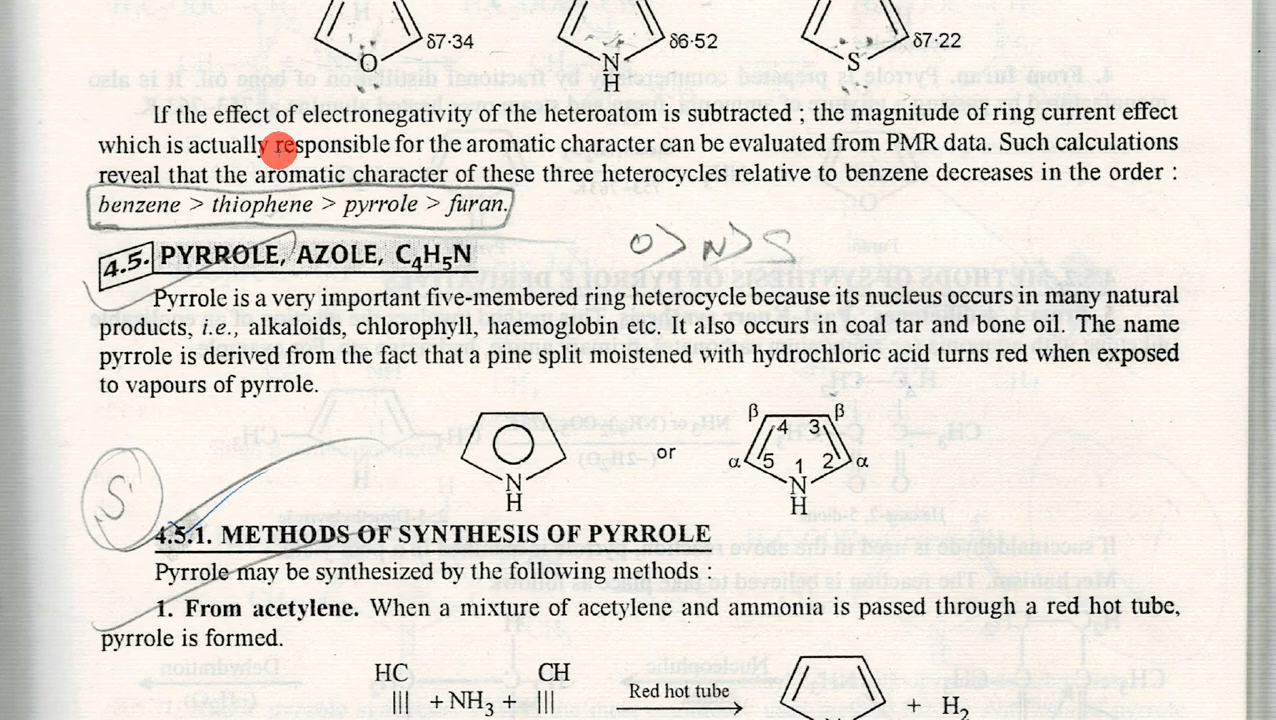 δ7·34 δ6·52 δ7·22
O N S
H
If the effect of electronegativity of the heteroatom is subtracted ; the magnitude of ring current effect
which is actually responsible for the aromatic character can be evaluated from PMR data. Such calculations
reveal that the aromatic character of these three heterocycles relative to benzene decreases in the order :
benzene > thiophene > pyrrole > furan.
O > N > S
4.5. PYRROLE, AZOLE, C₄H₅N
Pyrrole is a very important five-membered ring heterocycle because its nucleus occurs in many natural
products, i.e., alkaloids, chlorophyll, haemoglobin etc. It also occurs in coal tar and bone oil. The name
pyrrole is derived from the fact that a pine split moistened with hydrochloric acid turns red when exposed
to vapours of pyrrole.
β β
4 3
or α 5 1 2 α
N N
H H
S
4.5.1. METHODS OF SYNTHESIS OF PYRROLE
Pyrrole may be synthesized by the following methods :
1. From acetylene. When a mixture of acetylene and ammonia is passed through a red hot tube,
pyrrole is formed.
HC CH
||| + NH₃ + ||| Red hot tube + H₂